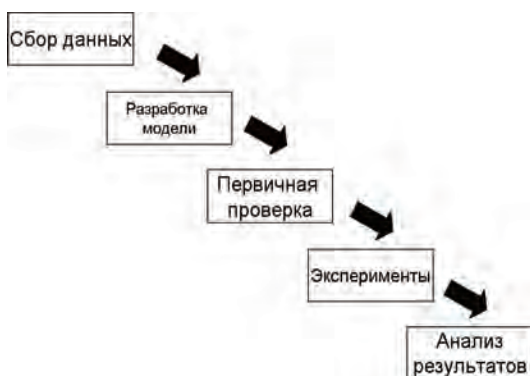 Сбор данных
Разработка
модели
Первичная
проверка
Эксперименты
Анализ
результатов